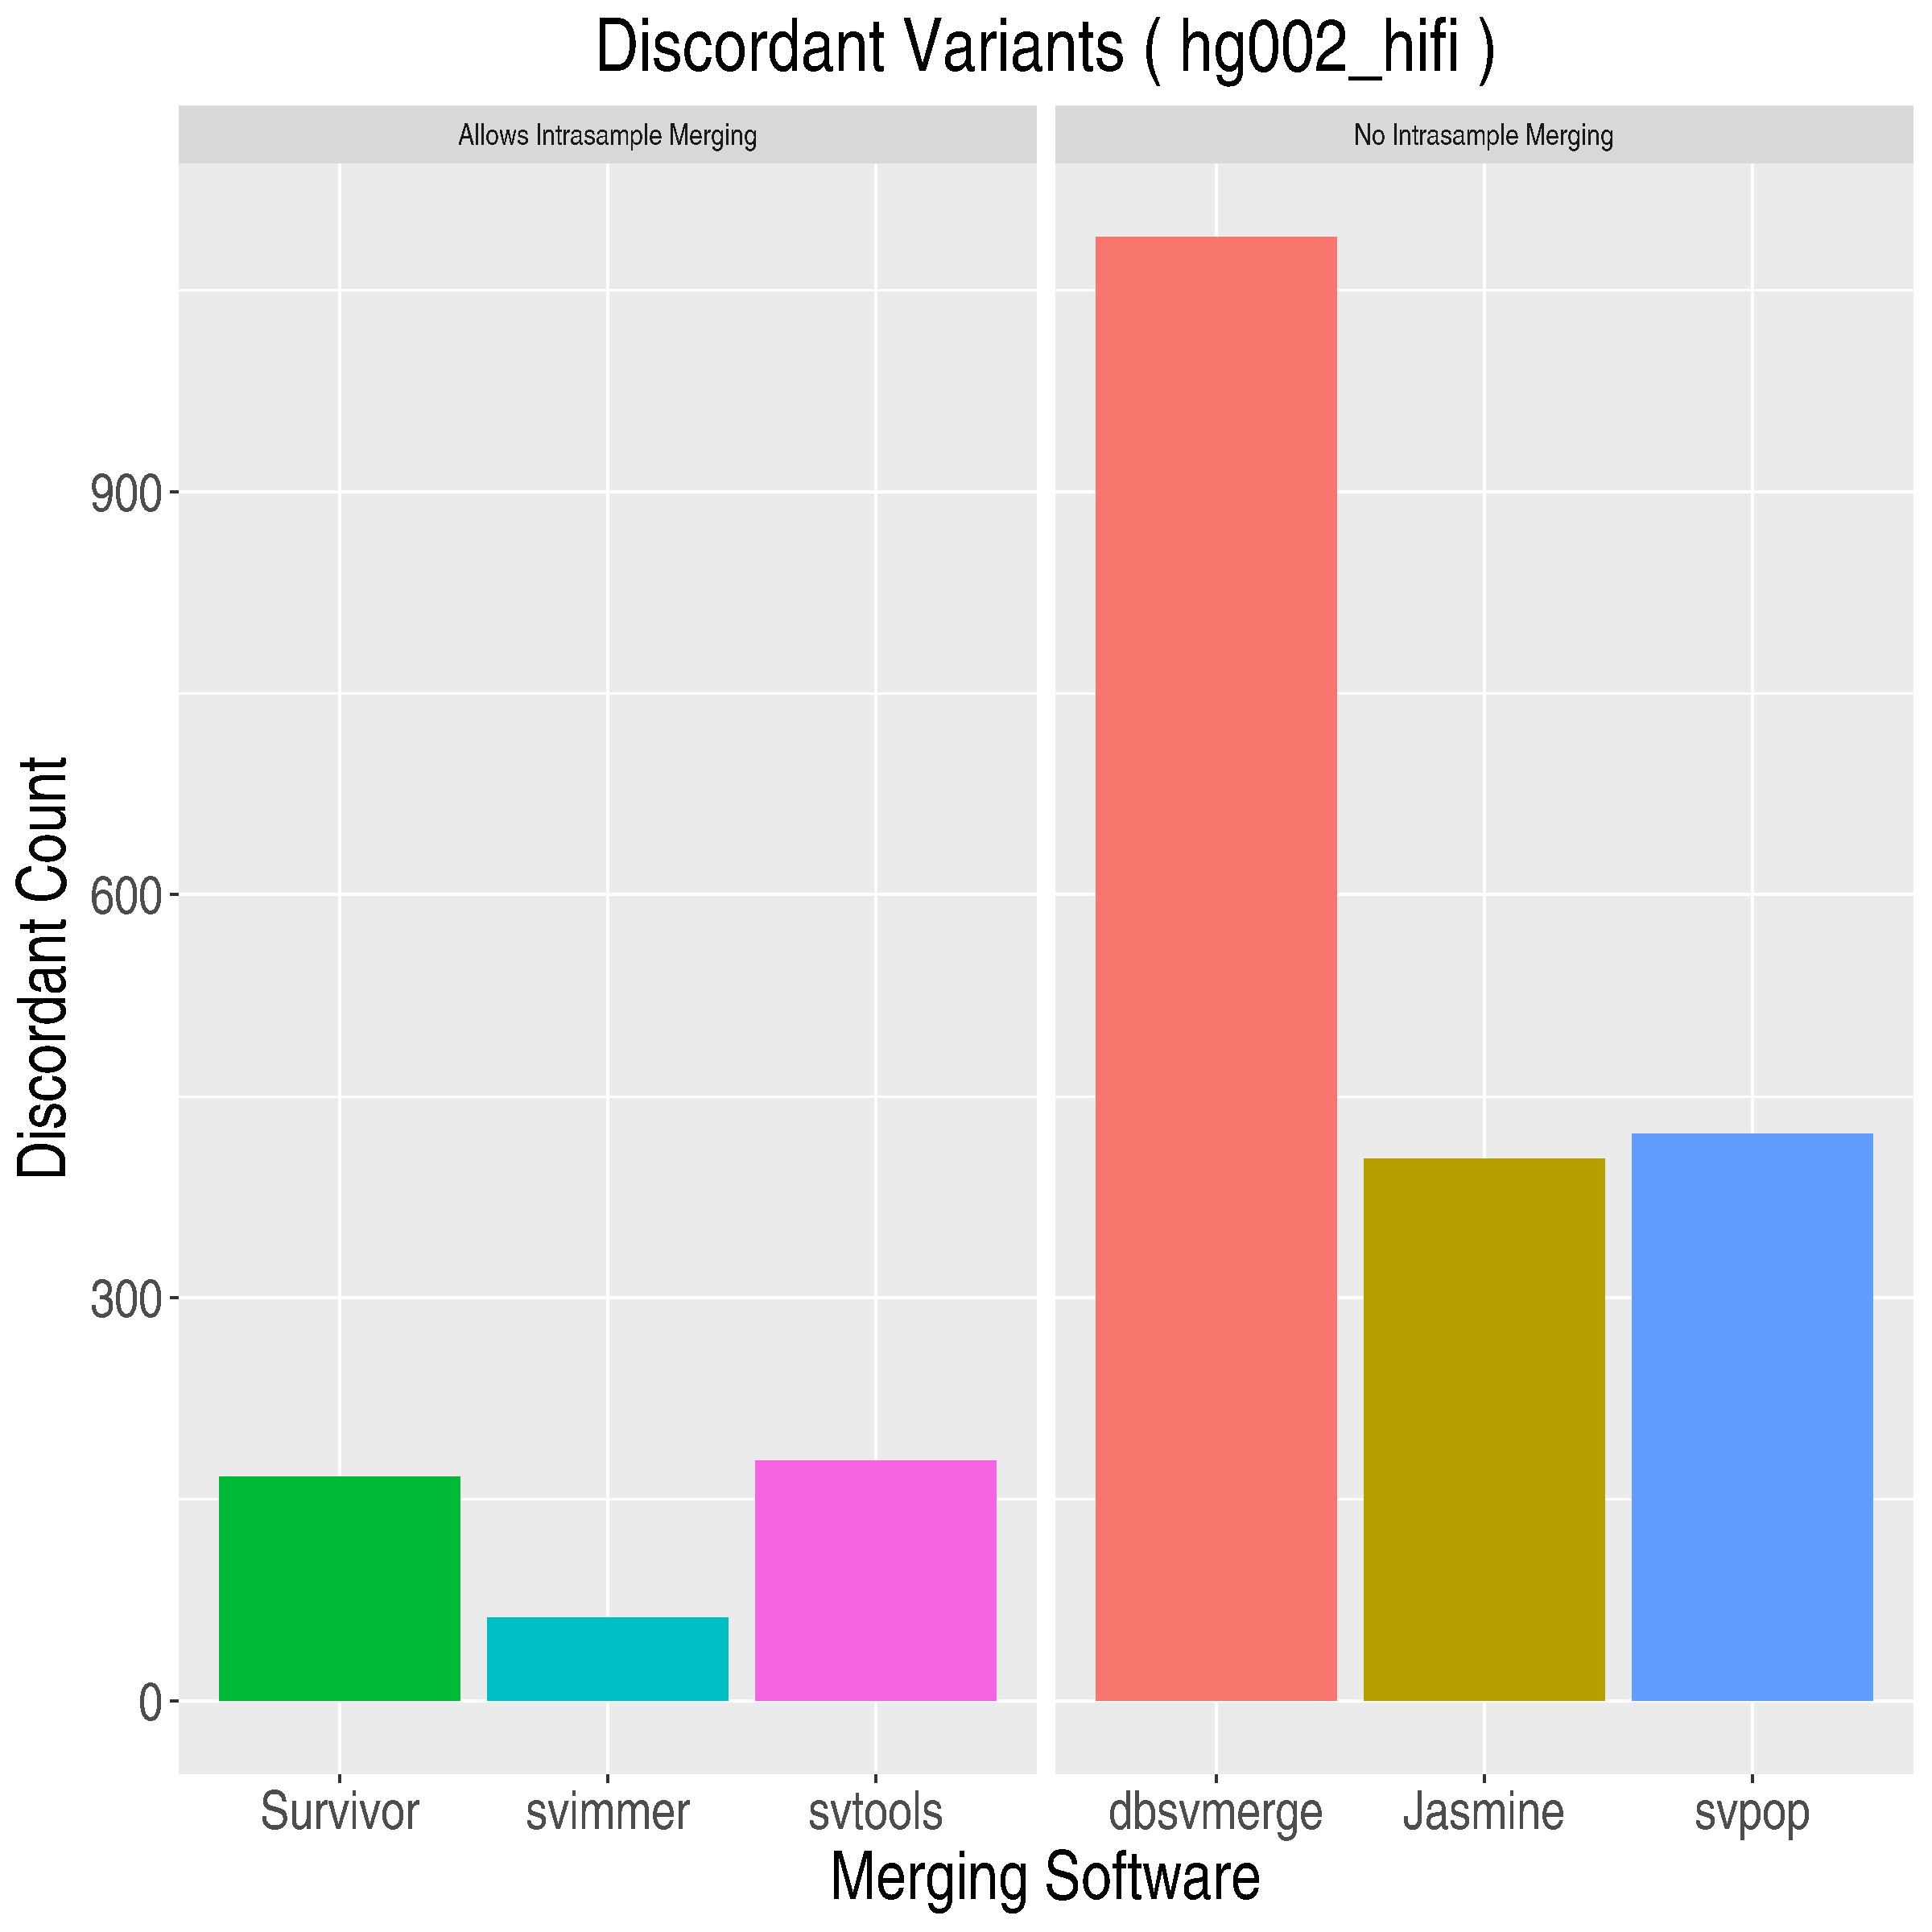 Discordant Variants ( hg002_hifi )
Allows Intrasample Merging
No Intrasample Merging
Discordant Count
900
600
300
0
Survivor svimmer svtools dbsvmerge Jasmine svpop
Merging Software